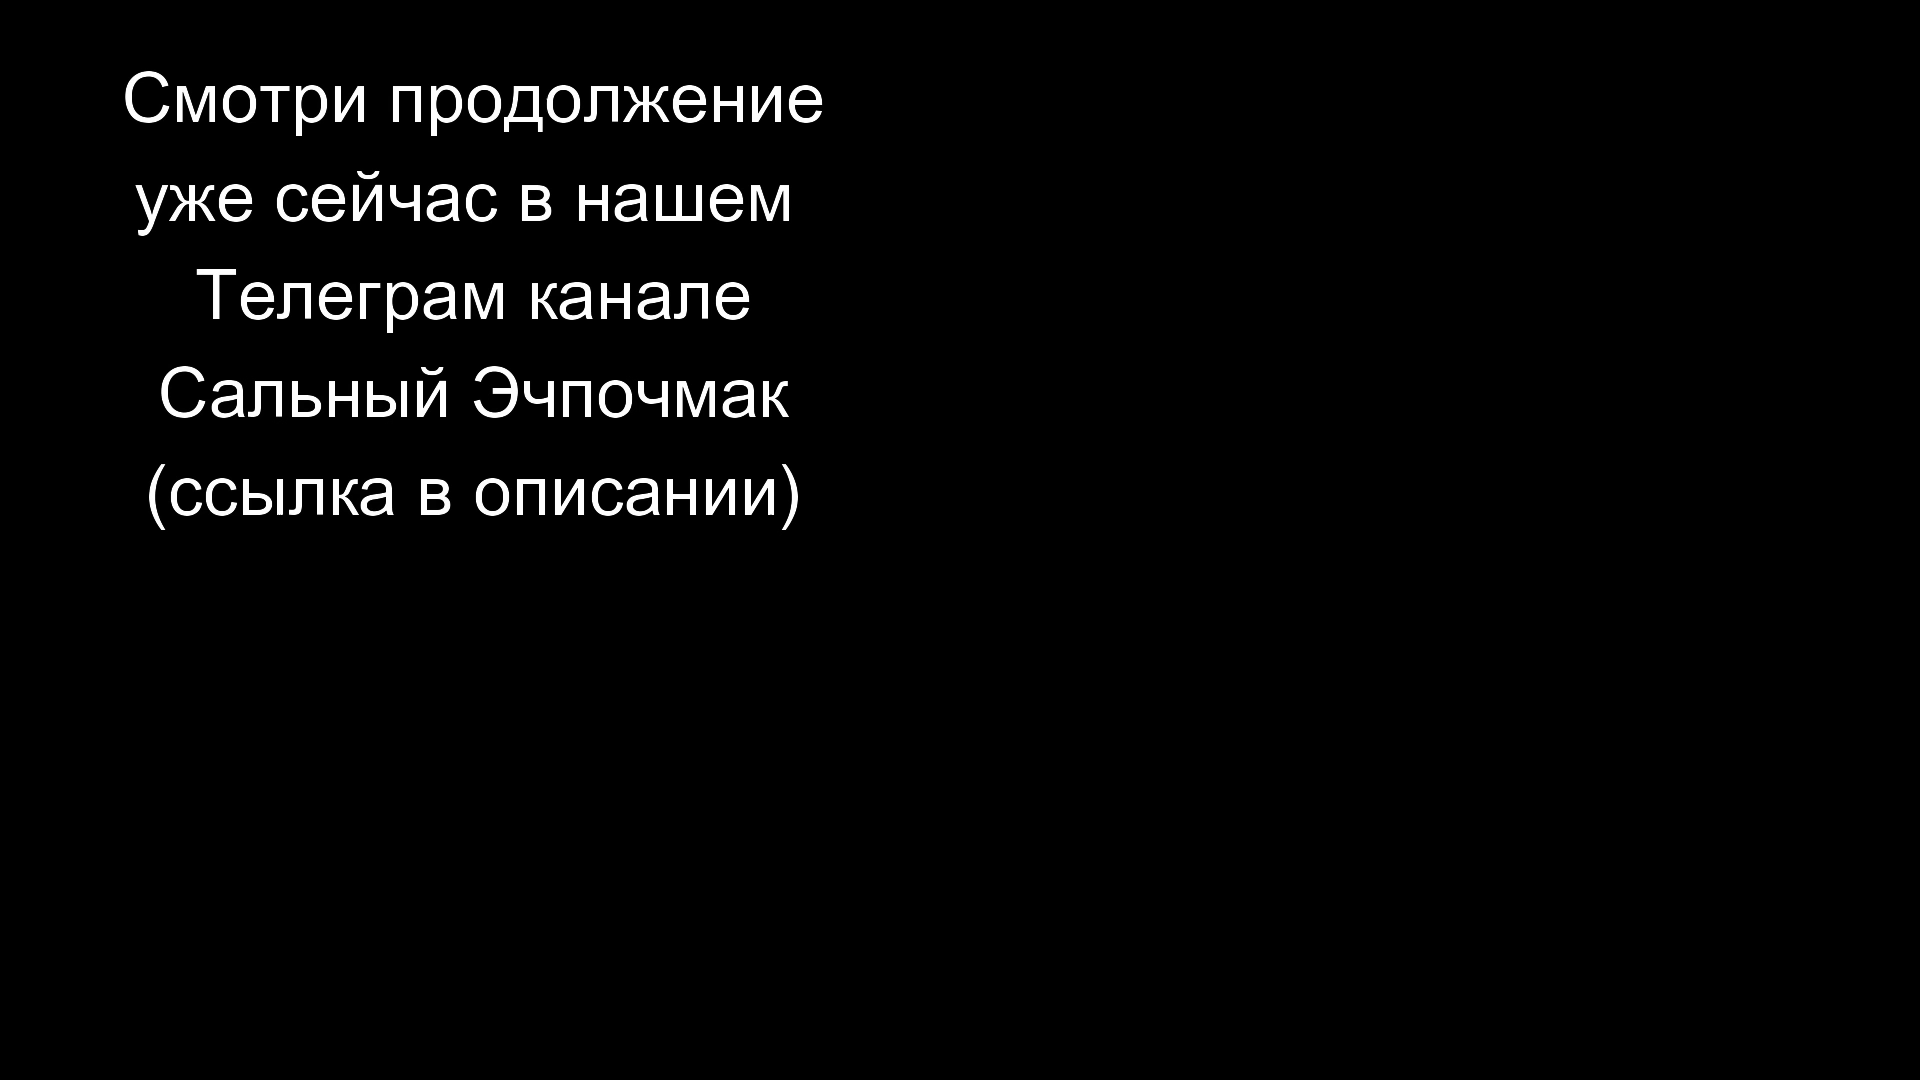 Смотри продолжение
уже сейчас в нашем
Телеграм канале
Сальный Эчпочмак
(ссылка в описании)